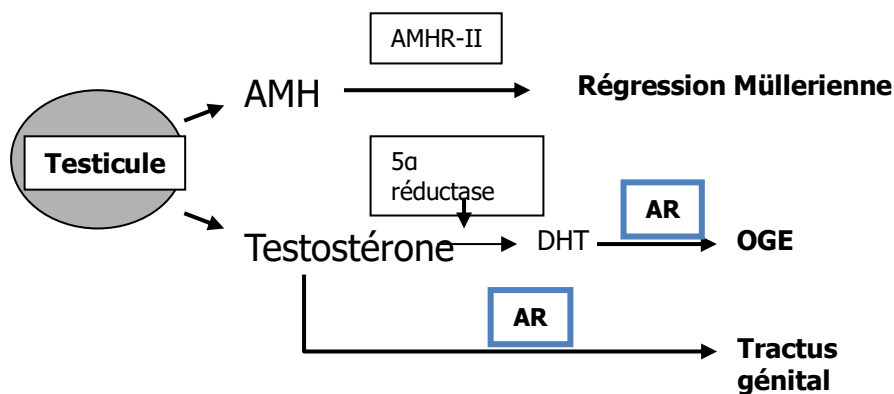 AMHR-II
AMH
Régression Müllerienne
Testicule
5α
réductase
AR
Testostérone
DHT
OGE
AR
Tractus
génital